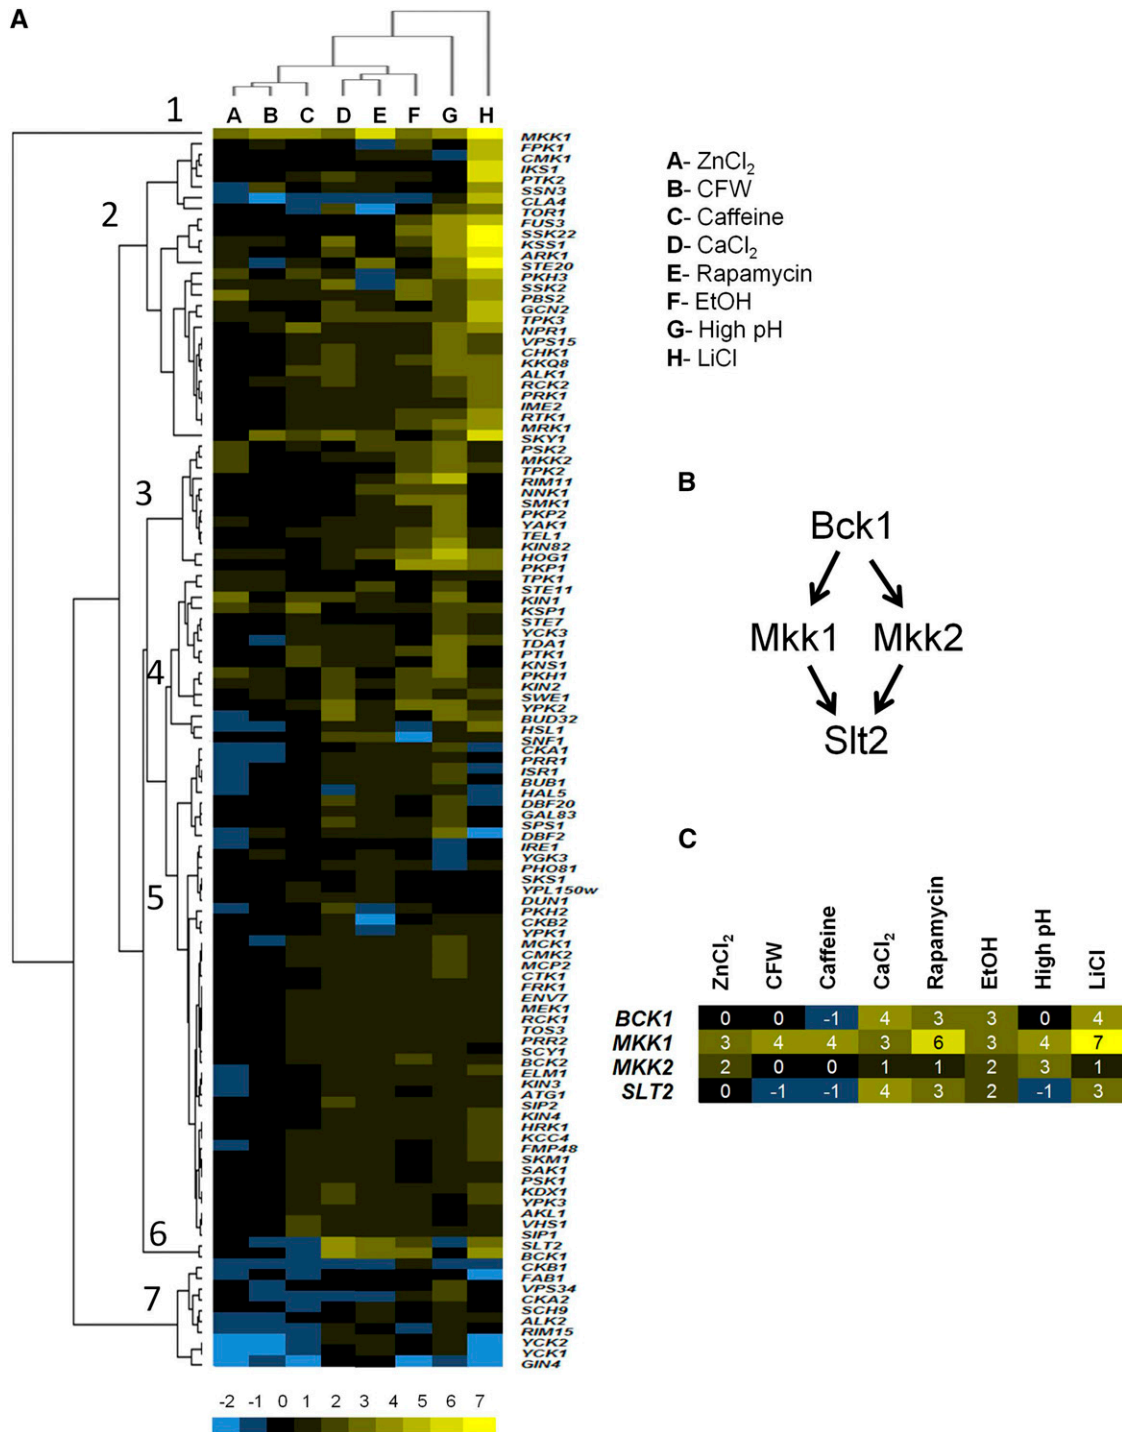 A
1
A B C D E F G H
MKK1
FPK1
CMK1
IKS1
PTK2
SSN3
CLA4
2
TOR1
FUS3
SSK22
KSS1
ARK1
STE20
PKH3
SSK2
PBS2
GCN2
TPK3
NPR1
VPS15
CHK1
KKQ8
ALK1
RCK2
PRK1
IME2
RTK1
MRK1
SKY1
PSK2
MKK2
TPK2
3
RIM11
NNK1
SMK1
PKP2
YAK1
TEL1
KIN82
HOG1
PKP1
TPK1
STE11
KIN1
KSP1
STE7
YCK3
TDA1
PTK1
KNS1
4
PKH1
KIN2
SWE1
YPK2
BUD32
HSL1
SNF1
CKA1
PRR1
ISR1
BUB1
HAL5
DBF20
GAL83
SPS1
DBF2
IRE1
YGK3
PHO81
SKS1
5
YPL150w
DUN1
PKH2
CKB2
YPK1
MCK1
CMK2
MCP2
CTK1
FRK1
ENV7
MEK1
RCK1
TOS3
PRR2
SCY1
BCK2
ELM1
KIN3
ATG1
SIP2
KIN4
HRK1
KCC4
FMP48
SKM1
SAK1
PSK1
KDX1
YPK3
AKL1
VHS1
SIP1
6
SLT2
BCK1
CKB1
FAB1
7
VPS34
CKA2
SCH9
ALK2
RIM15
YCK2
YCK1
GIN4
-2 -1 0 1 2 3 4 5 6 7
A- ZnCl₂
B- CFW
C- Caffeine
D- CaCl₂
E- Rapamycin
F- EtOH
G- High pH
H- LiCl
B
Bck1
Mkk1 Mkk2
Slt2
C
ZnCl₂ CFW Caffeine CaCl₂ Rapamycin EtOH High pH LiCl
BCK1 0 0 -1 4 3 3 0 4
MKK1 3 4 4 3 6 3 4 7
MKK2 2 0 0 1 1 2 3 1
SLT2 0 -1 -1 4 3 2 -1 3